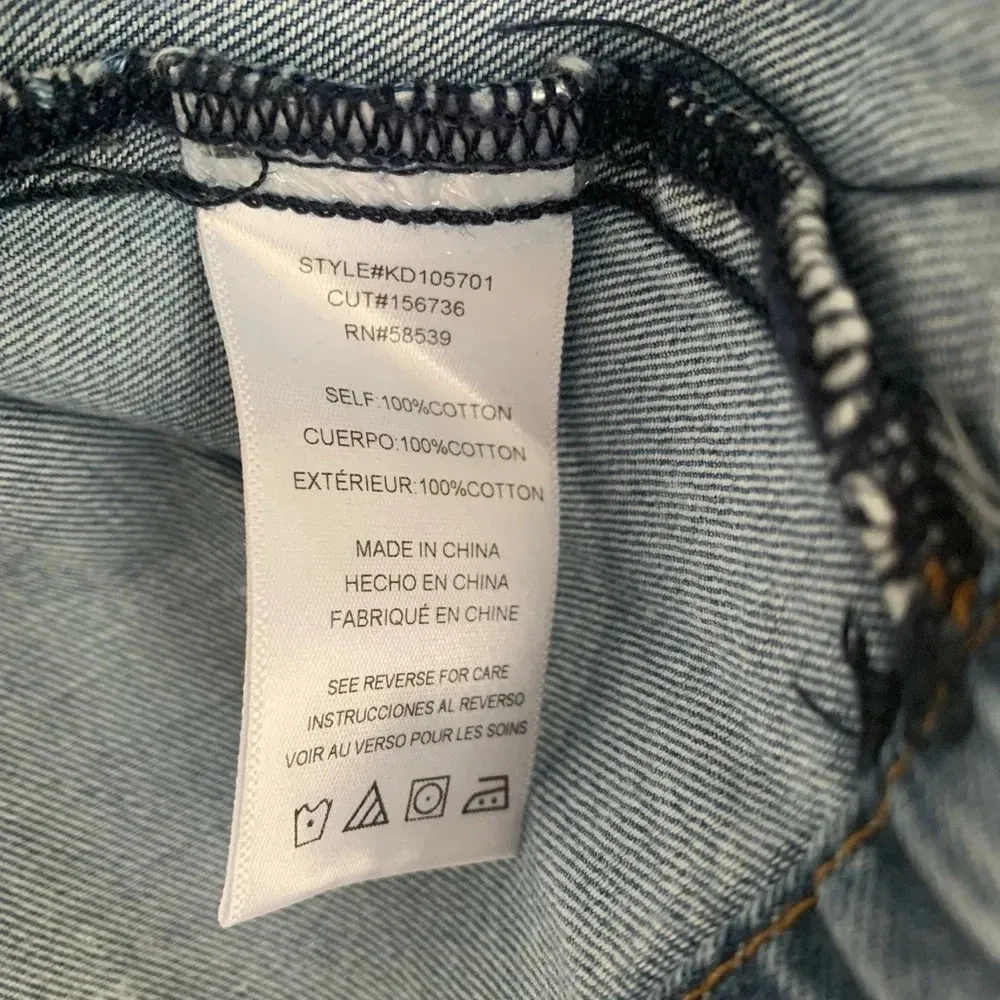 STYLE#KD105701
CUT#156736
RN#58539
SELF:100%COTTON
CUERPO:100%COTTON
EXTÉRIEUR:100%COTTON
MADE IN CHINA
HECHO EN CHINA
FABRIQUÉ EN CHINE
SEE REVERSE FOR CARE
INSTRUCCIONES AL REVERSO
VOIR AU VERSO POUR LES SOINS